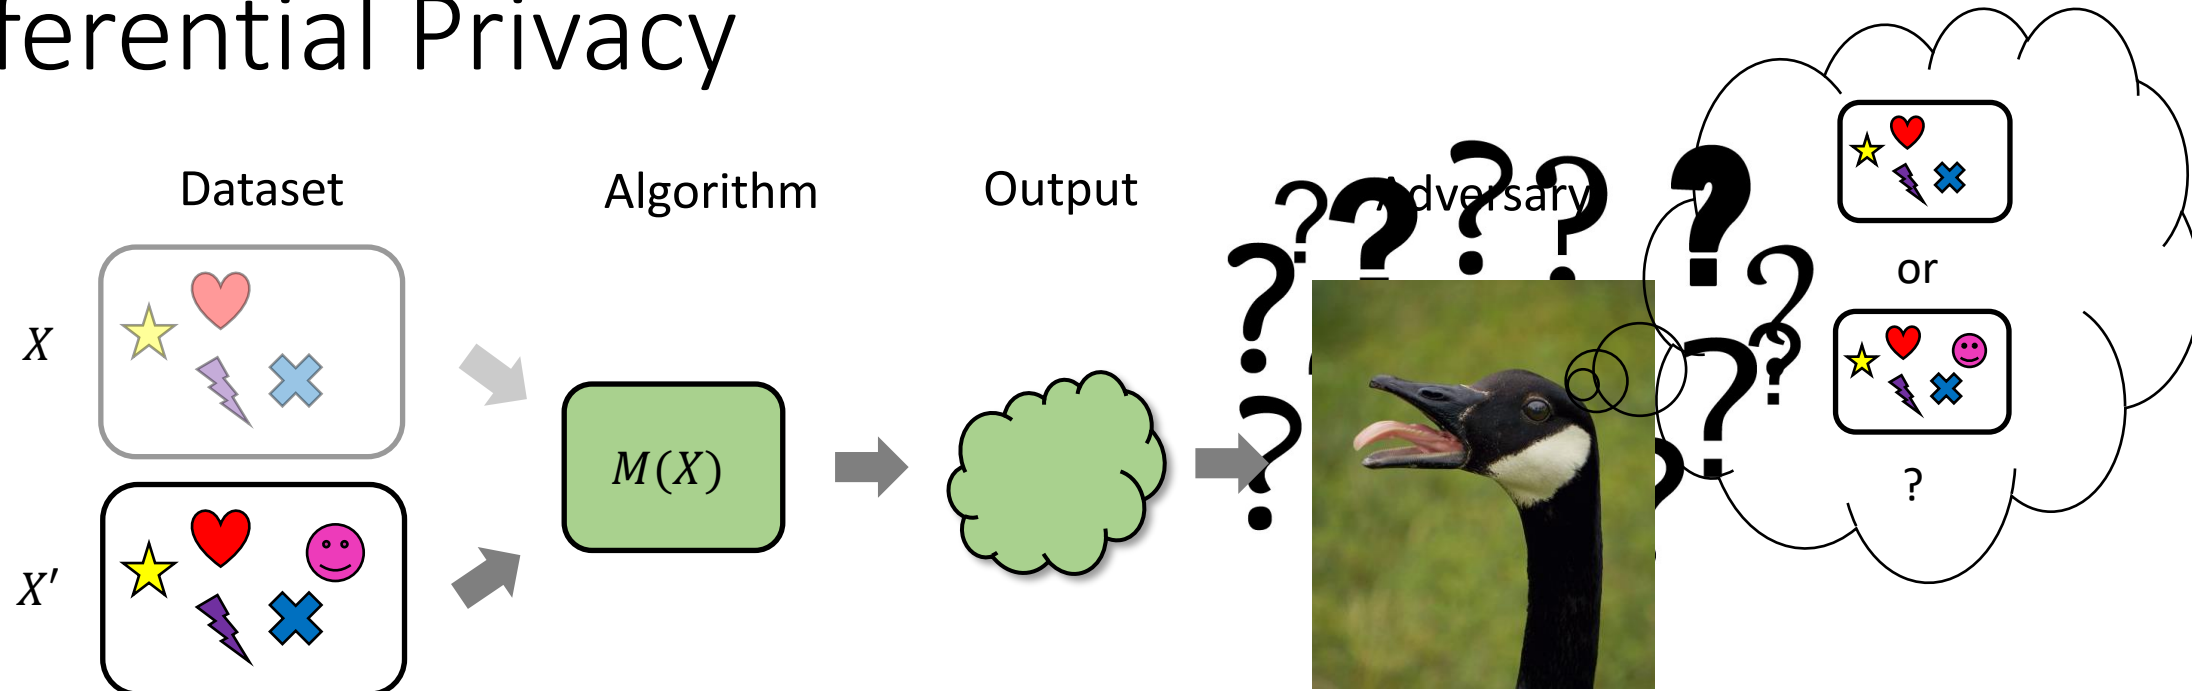 ferential Privacy
Dataset
Algorithm
Output
Adversary
X
X′
M(X)
or
?